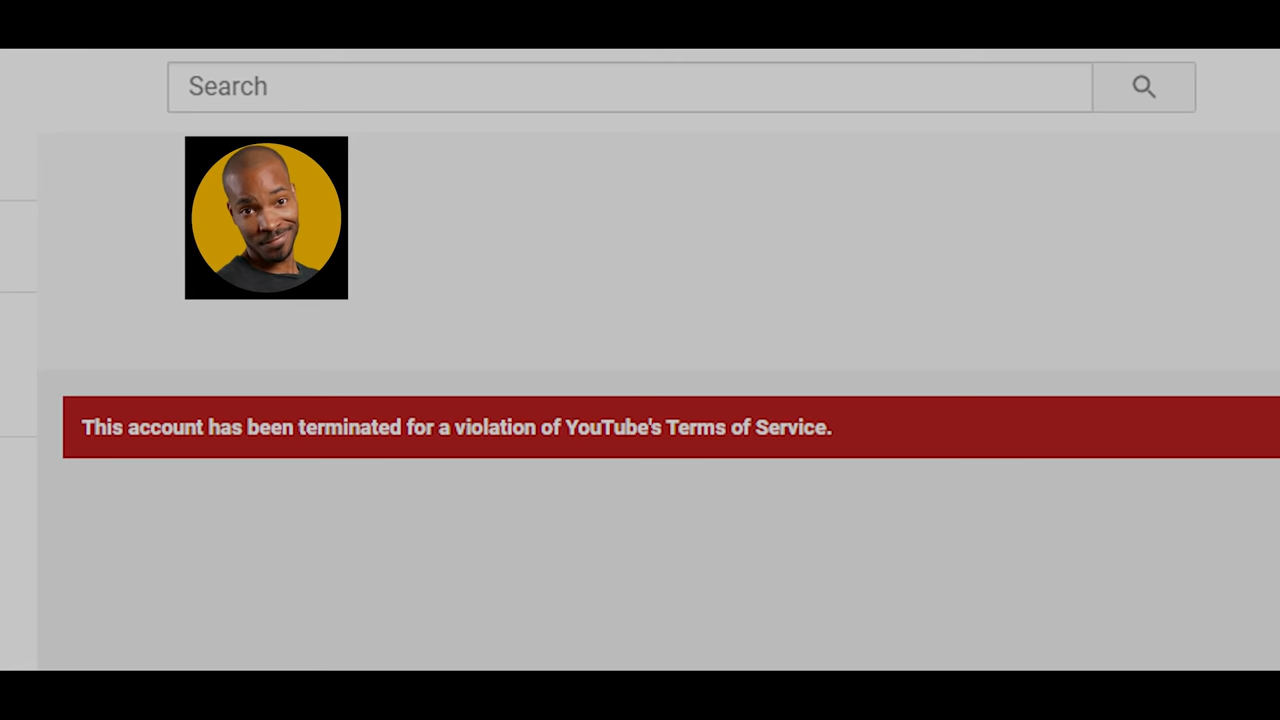 Search
This account has been terminated for a violation of YouTube's Terms of Service.